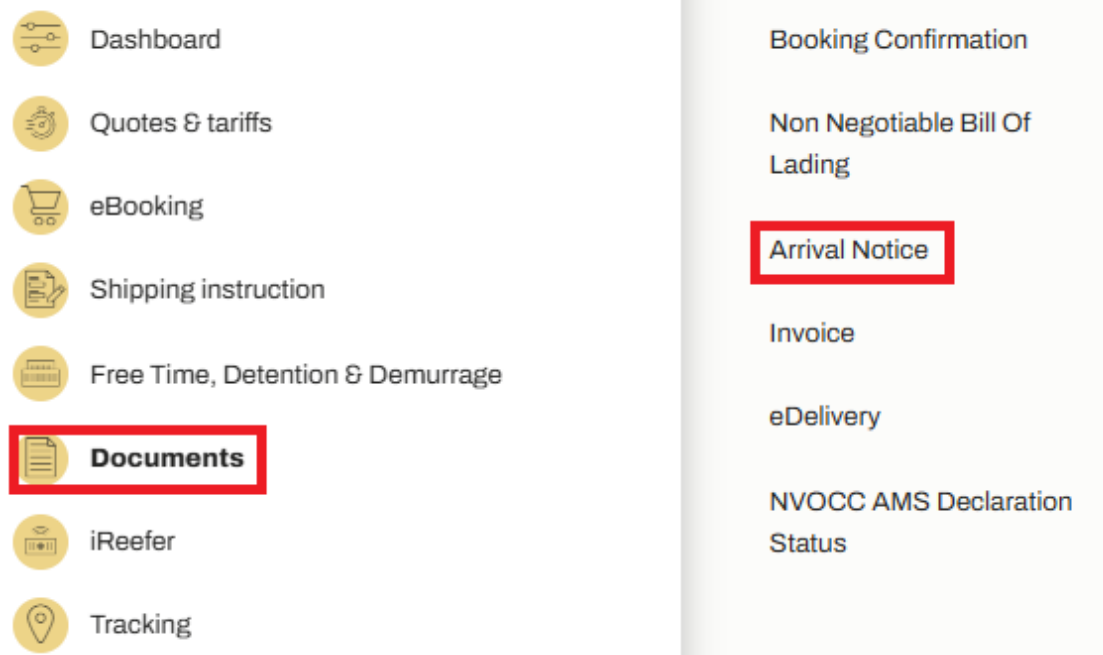 Dashboard
Quotes & tariffs
eBooking
Shipping instruction
Free Time, Detention & Demurrage
Documents
iReefer
Tracking
Booking Confirmation
Non Negotiable Bill Of
Lading
Arrival Notice
Invoice
eDelivery
NVOCC AMS Declaration
Status